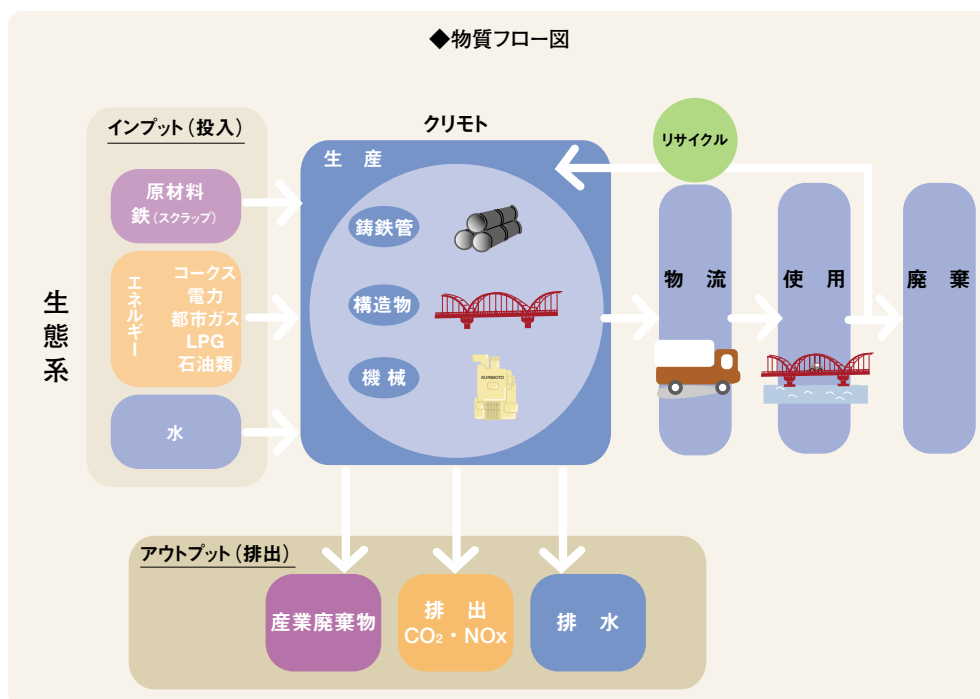 ◆物質フロー図
生態系
インプット（投入）
原材料
鉄（スクラップ）
エネルギー
コークス
電力
都市ガス
LPG
石油類
水
クリモト
生 産
鋳鉄管
構造物
機械
KURIMOTO
リサイクル
物 流
使 用
廃 棄
アウトプット（排出）
産業廃棄物
排 出
CO₂・NOx
排 水